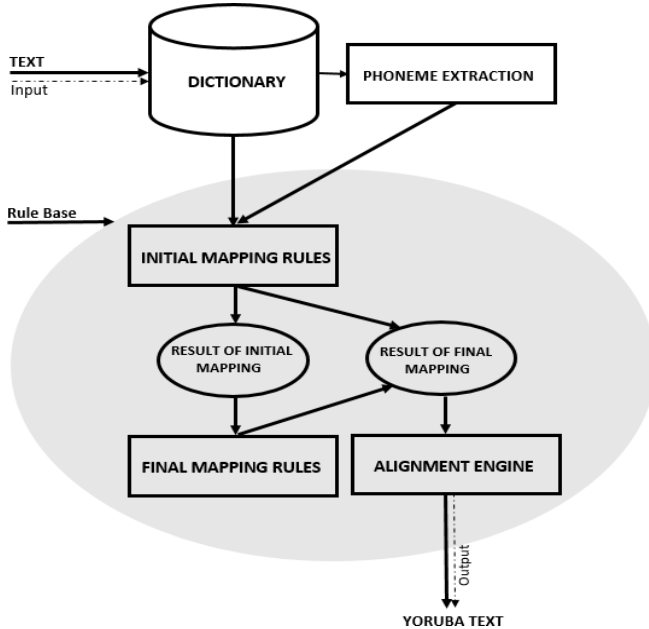 TEXT
Input
DICTIONARY
PHONEME EXTRACTION
Rule Base
INITIAL MAPPING RULES
RESULT OF INITIAL
MAPPING
RESULT OF FINAL
MAPPING
FINAL MAPPING RULES
ALIGNMENT ENGINE
Output
YORUBA TEXT